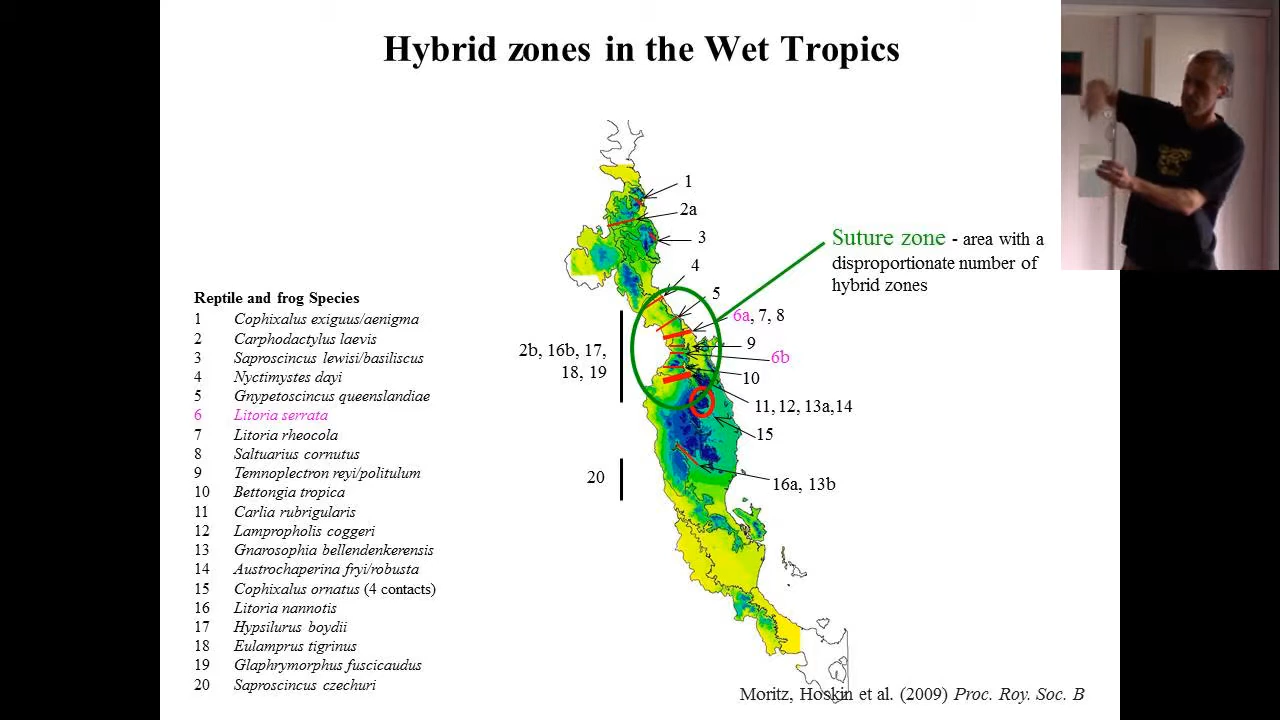 Hybrid zones in the Wet Tropics
1
2a
3
4
5
6a, 7, 8
9
6b
10
11, 12, 13a,14
15
16a, 13b
2b, 16b, 17,
18, 19
20
Suture zone - area with a
disproportionate number of
hybrid zones
Reptile and frog Species
1 Cophixalus exiguus/aenigma
2 Carphodactylus laevis
3 Saproscincus lewisi/basiliscus
4 Nyctimystes dayi
5 Gnypetoscincus queenslandiae
6 Litoria serrata
7 Litoria rheocola
8 Saltuarius cornutus
9 Temnoplectron reyi/politulum
10 Bettongia tropica
11 Carlia rubrigularis
12 Lampropholis coggeri
13 Gnarosophia bellendenkerensis
14 Austrochaperina fryi/robusta
15 Cophixalus ornatus (4 contacts)
16 Litoria nannotis
17 Hypsilurus boydii
18 Eulamprus tigrinus
19 Glaphrymorphus fuscicaudus
20 Saproscincus czechuri
Moritz, Hoskin et al. (2009) Proc. Roy. Soc. B